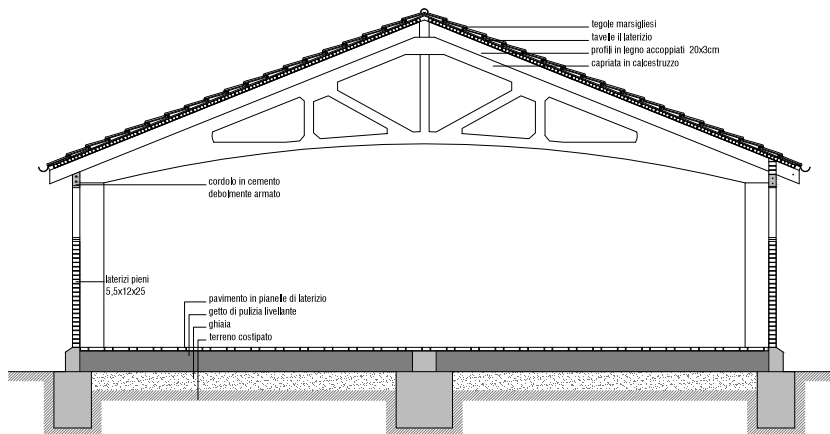 tegole marsigliesi
tavelle il laterizio
profili in legno accoppiati 20x3cm
capriata in calcestruzzo
cordolo in cemento
debolmente armato
laterizi pieni
5,5x12x25
pavimento in pianelle di laterizio
getto di pulizia livellante
ghiaia
terreno costipato